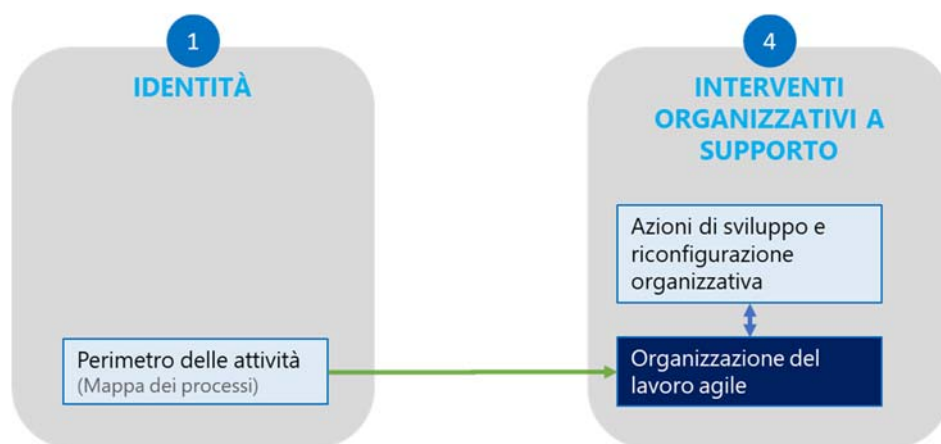 1
IDENTITÀ
Perimetro delle attività
(Mappa dei processi)
4
INTERVENTI
ORGANIZZATIVI A
SUPPORTO
Azioni di sviluppo e
riconfigurazione
organizzativa
Organizzazione del
lavoro agile